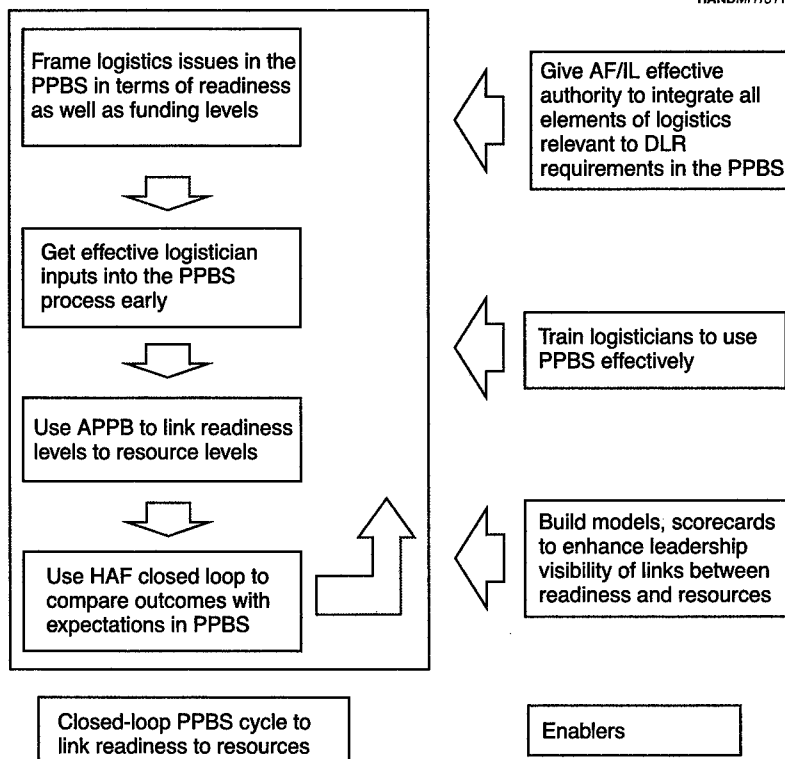 Frame logistics issues in the
PPBS in terms of readiness
as well as funding levels
Get effective logistician
inputs into the PPBS
process early
Use APPB to link readiness
levels to resource levels
Use HAF closed loop to
compare outcomes with
expectations in PPBS
Closed-loop PPBS cycle to
link readiness to resources
Give AF/IL effective
authority to integrate all
elements of logistics
relevant to DLR
requirements in the PPBS
Train logisticians to use
PPBS effectively
Build models, scorecards
to enhance leadership
visibility of links between
readiness and resources
Enablers